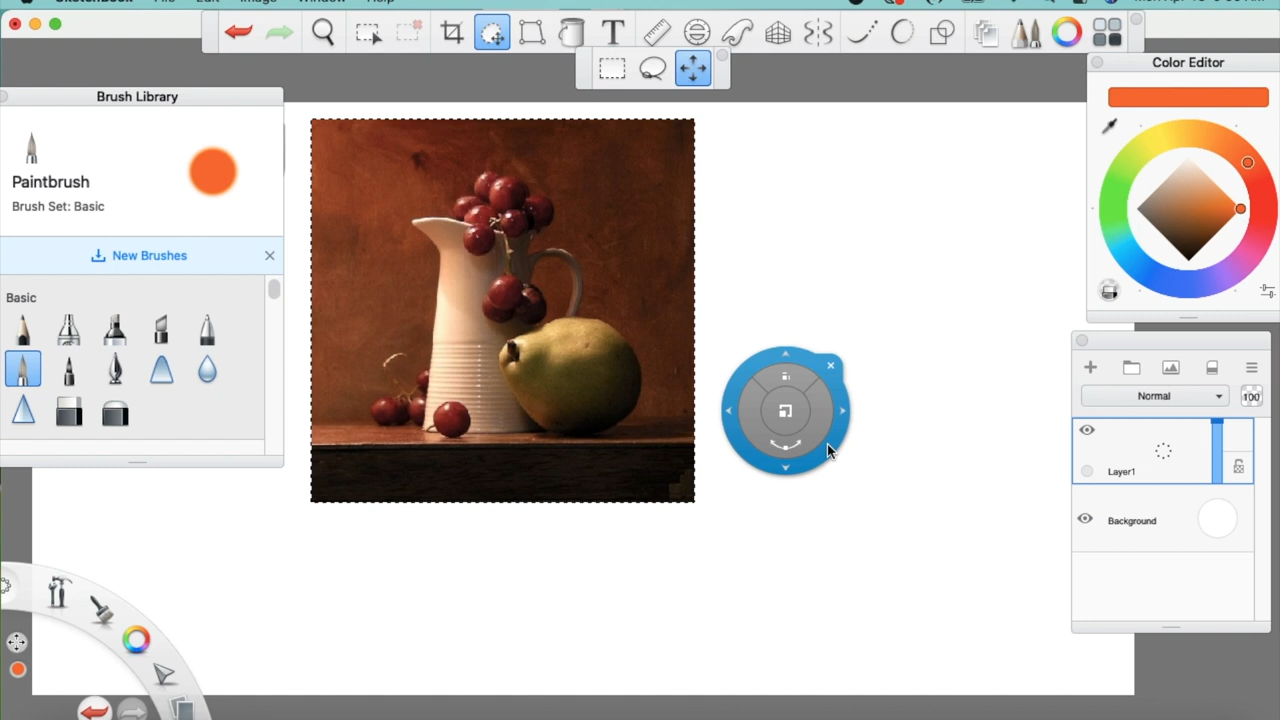 Color Editor
Brush Library
Paintbrush
Brush Set: Basic
New Brushes
Basic
Normal
100
Layer1
Background